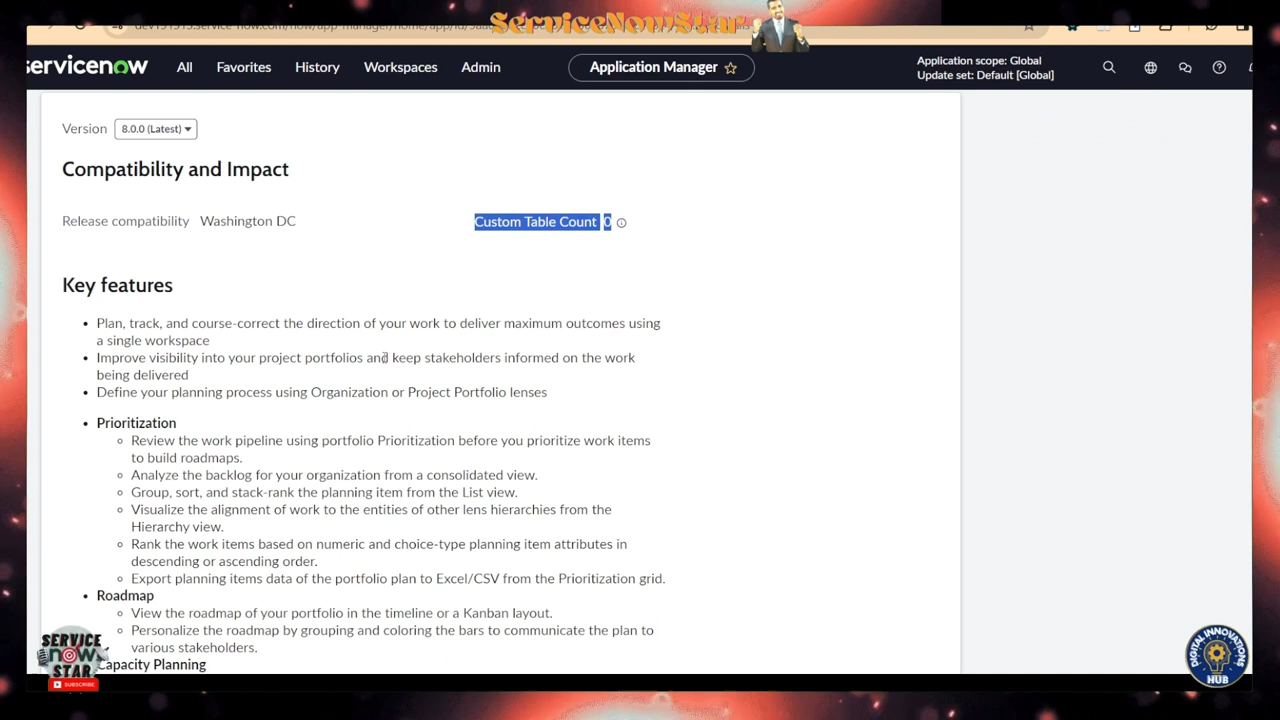 ServiceNowStar
servicenow
All
Favorites
History
Workspaces
Admin
Application Manager
Application scope: Global
Update set: Default [Global]
Version 8.0.0 (Latest)
Compatibility and Impact
Release compatibility Washington DC
Custom Table Count 0
Key features
• Plan, track, and course-correct the direction of your work to deliver maximum outcomes using
a single workspace
• Improve visibility into your project portfolios and keep stakeholders informed on the work
being delivered
• Define your planning process using Organization or Project Portfolio lenses
• Prioritization
Review the work pipeline using portfolio Prioritization before you prioritize work items
to build roadmaps.
Analyze the backlog for your organization from a consolidated view.
Group, sort, and stack-rank the planning item from the List view.
Visualize the alignment of work to the entities of other lens hierarchies from the
Hierarchy view.
Rank the work items based on numeric and choice-type planning item attributes in
descending or ascending order.
Export planning items data of the portfolio plan to Excel/CSV from the Prioritization grid.
• Roadmap
View the roadmap of your portfolio in the timeline or a Kanban layout.
Personalize the roadmap by grouping and coloring the bars to communicate the plan to
various stakeholders.
Capacity Planning
SERVICE
NOW
STAR
SUBSCRIBE
DIGITAL INNOVATIONS
HUB